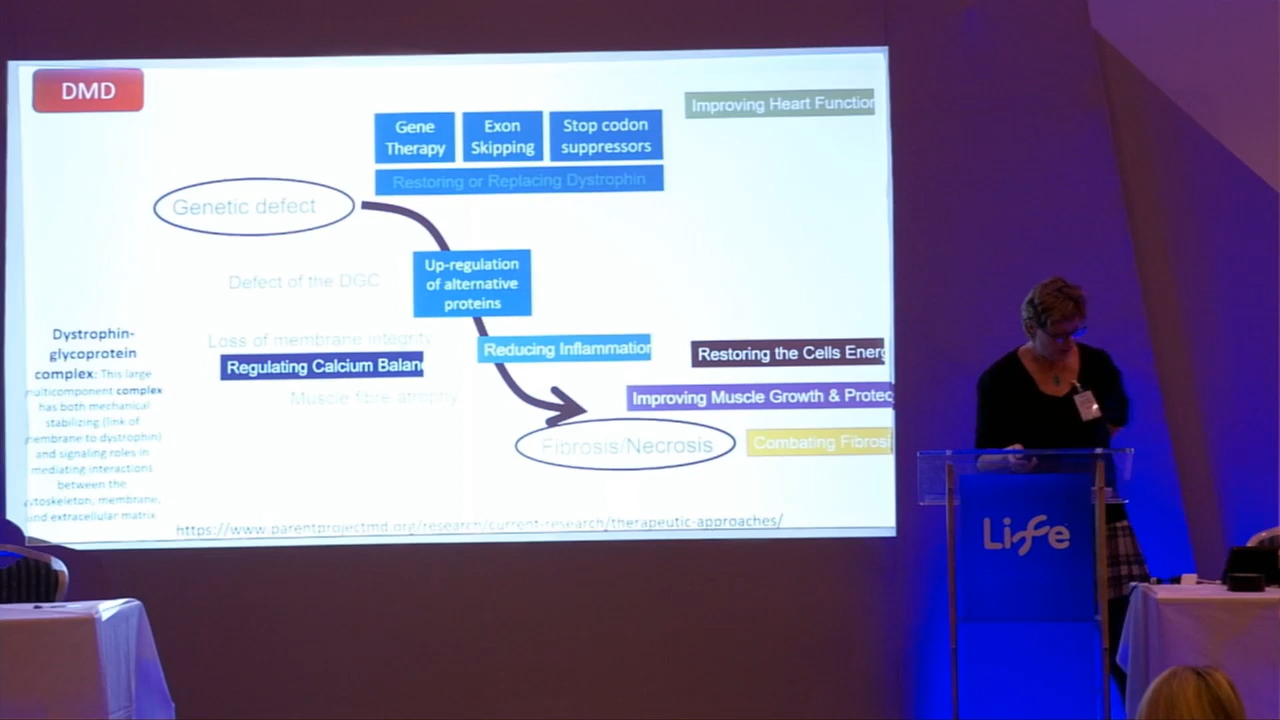 DMD
Improving Heart Function
Gene
Therapy
Exon
Skipping
Stop codon
suppressors
Restoring or Replacing Dystrophin
Genetic defect
Up-regulation
of alternative
proteins
Defect of the DGC
Loss of membrane integrity
Regulating Calcium Balanc
Reducing Inflammation
Restoring the Cells Energ
Muscle fibre atrophy
Improving Muscle Growth & Protec
Fibrosis/Necrosis
Combating Fibrosi
Dystrophin-
glycoprotein
complex: This large
multicomponent complex
has both mechanical
stabilizing (link of
membrane to dystrophin)
and signaling roles in
mediating interactions
between the
cytoskeleton, membrane,
and extracellular matrix
https://www.parentprojectmd.org/research/current-research/therapeutic-approaches/
Life